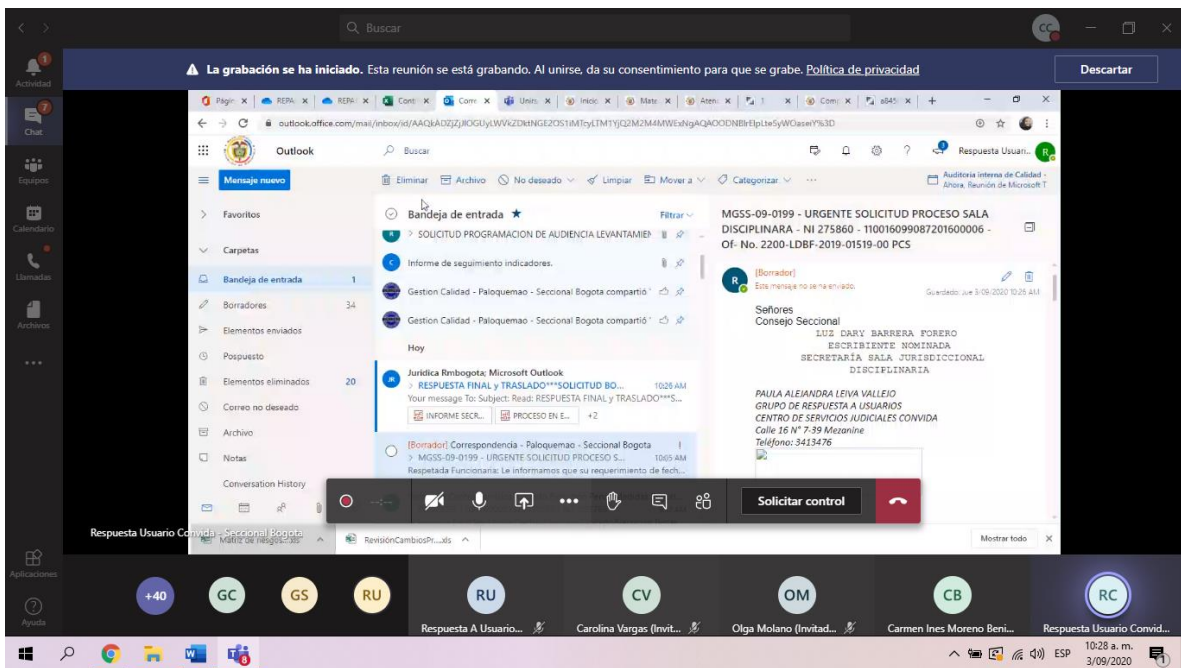 Buscar
CC
Actividad
1
Chat
7
Equipos
Calendario
Llamadas
Archivos
Aplicaciones
Ayuda
La grabación se ha iniciado. Esta reunión se está grabando. Al unirse, da su consentimiento para que se grabe. Política de privacidad
Descartar
Outlook
Buscar
Respuesta Usuari...
R
Mensaje nuevo
Eliminar Archivo No deseado Limpiar Mover a Categorizar
Auditoria interna de Calidad -
Ahora, Reunión de Microsoft T
Favoritos
Carpetas
Bandeja de entrada 1
Borradores 34
Elementos enviados
Pospuesto
Elementos eliminados 20
Correo no deseado
Archivo
Notas
Conversation History
Bandeja de entrada
Filtrar
> SOLICITUD PROGRAMACION DE AUDIENCIA LEVANTAMIEN
Informe de seguimiento indicadores.
Gestion Calidad - Paloquemao - Seccional Bogota compartió
Gestion Calidad - Paloquemao - Seccional Bogota compartió
Hoy
Juridica Rmbogota; Microsoft Outlook
> RESPUESTA FINAL y TRASLADO***SOLICITUD BO... 10:26 AM
Your message To: Subject: Read: RESPUESTA FINAL y TRASLADO***S...
INFORME SECR... PROCESO EN E... +2
[Borrador] Correspondencia - Paloquemao - Seccional Bogota
> MGSS-09-0199 - URGENTE SOLICITUD PROCESO S... 10:05 AM
Respetada Funcionaria: Le informamos que su requerimiento de fech...
MGSS-09-0199 - URGENTE SOLICITUD PROCESO SALA
DISCIPLINARA - NI 275860 - 11001609908720160006 -
Of- No. 2200-LDBF-2019-01519-00 PCS
R
[Borrador]
Este mensaje no se ha enviado.
Guardado: jue 3/09/2020 10:26 AM
Señores
Consejo Seccional
LUZ DARY BARRERA FORERO
ESCRIBIENTE NOMINADA
SECRETARÍA SALA JURISDICCIONAL
DISCIPLINARIA
PAULA ALEJANDRA LEIVA VALLEJO
GRUPO DE RESPUESTA A USUARIOS
CENTRO DE SERVICIOS JUDICIALES CONVIDA
Calle 16 N° 7-39 Mezanine
Teléfono: 3413476
Solicitar control
Respuesta Usuario Convida - Seccional Bogota
Matriz de riesgos...xls
RevisiónCambiosPr....xls
Mostrar todo
+40
GC
GS
RU
RU
CV
OM
CB
RC
Respuesta A Usuario...
Carolina Vargas (Invit...
Olga Molano (Invitad...
Carmen Ines Moreno Beni...
Respuesta Usuario Convid...
ESP
10:28 a. m.
3/09/2020